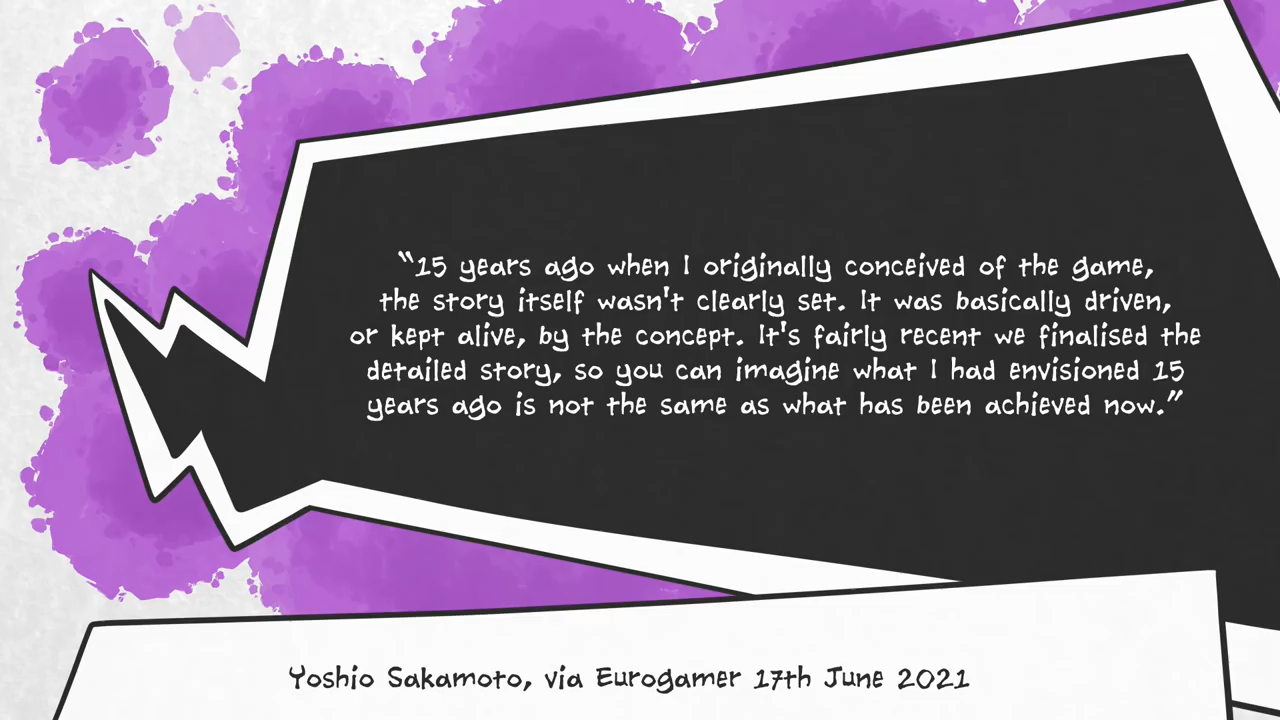 “15 years ago when I originally conceived of the game,
the story itself wasn't clearly set. It was basically driven,
or kept alive, by the concept. It's fairly recent we finalised the
detailed story, so you can imagine what I had envisioned 15
years ago is not the same as what has been achieved now.”
Yoshio Sakamoto, via Eurogamer 17th June 2021